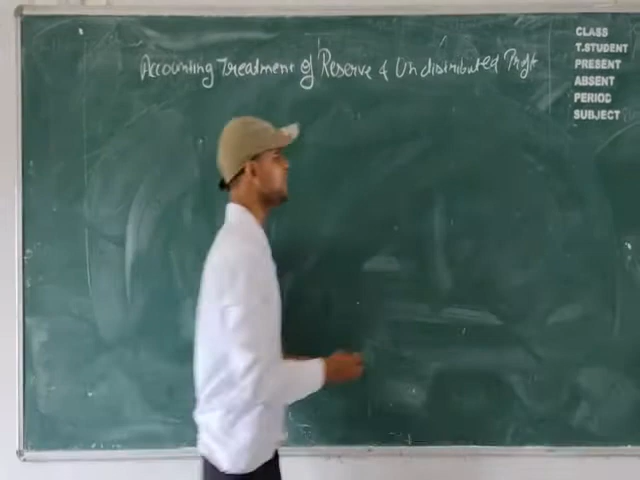 Accounting Treatment of Reserve & Undistributed Profit
CLASS
T.STUDENT
PRESENT
ABSENT
PERIOD
SUBJECT